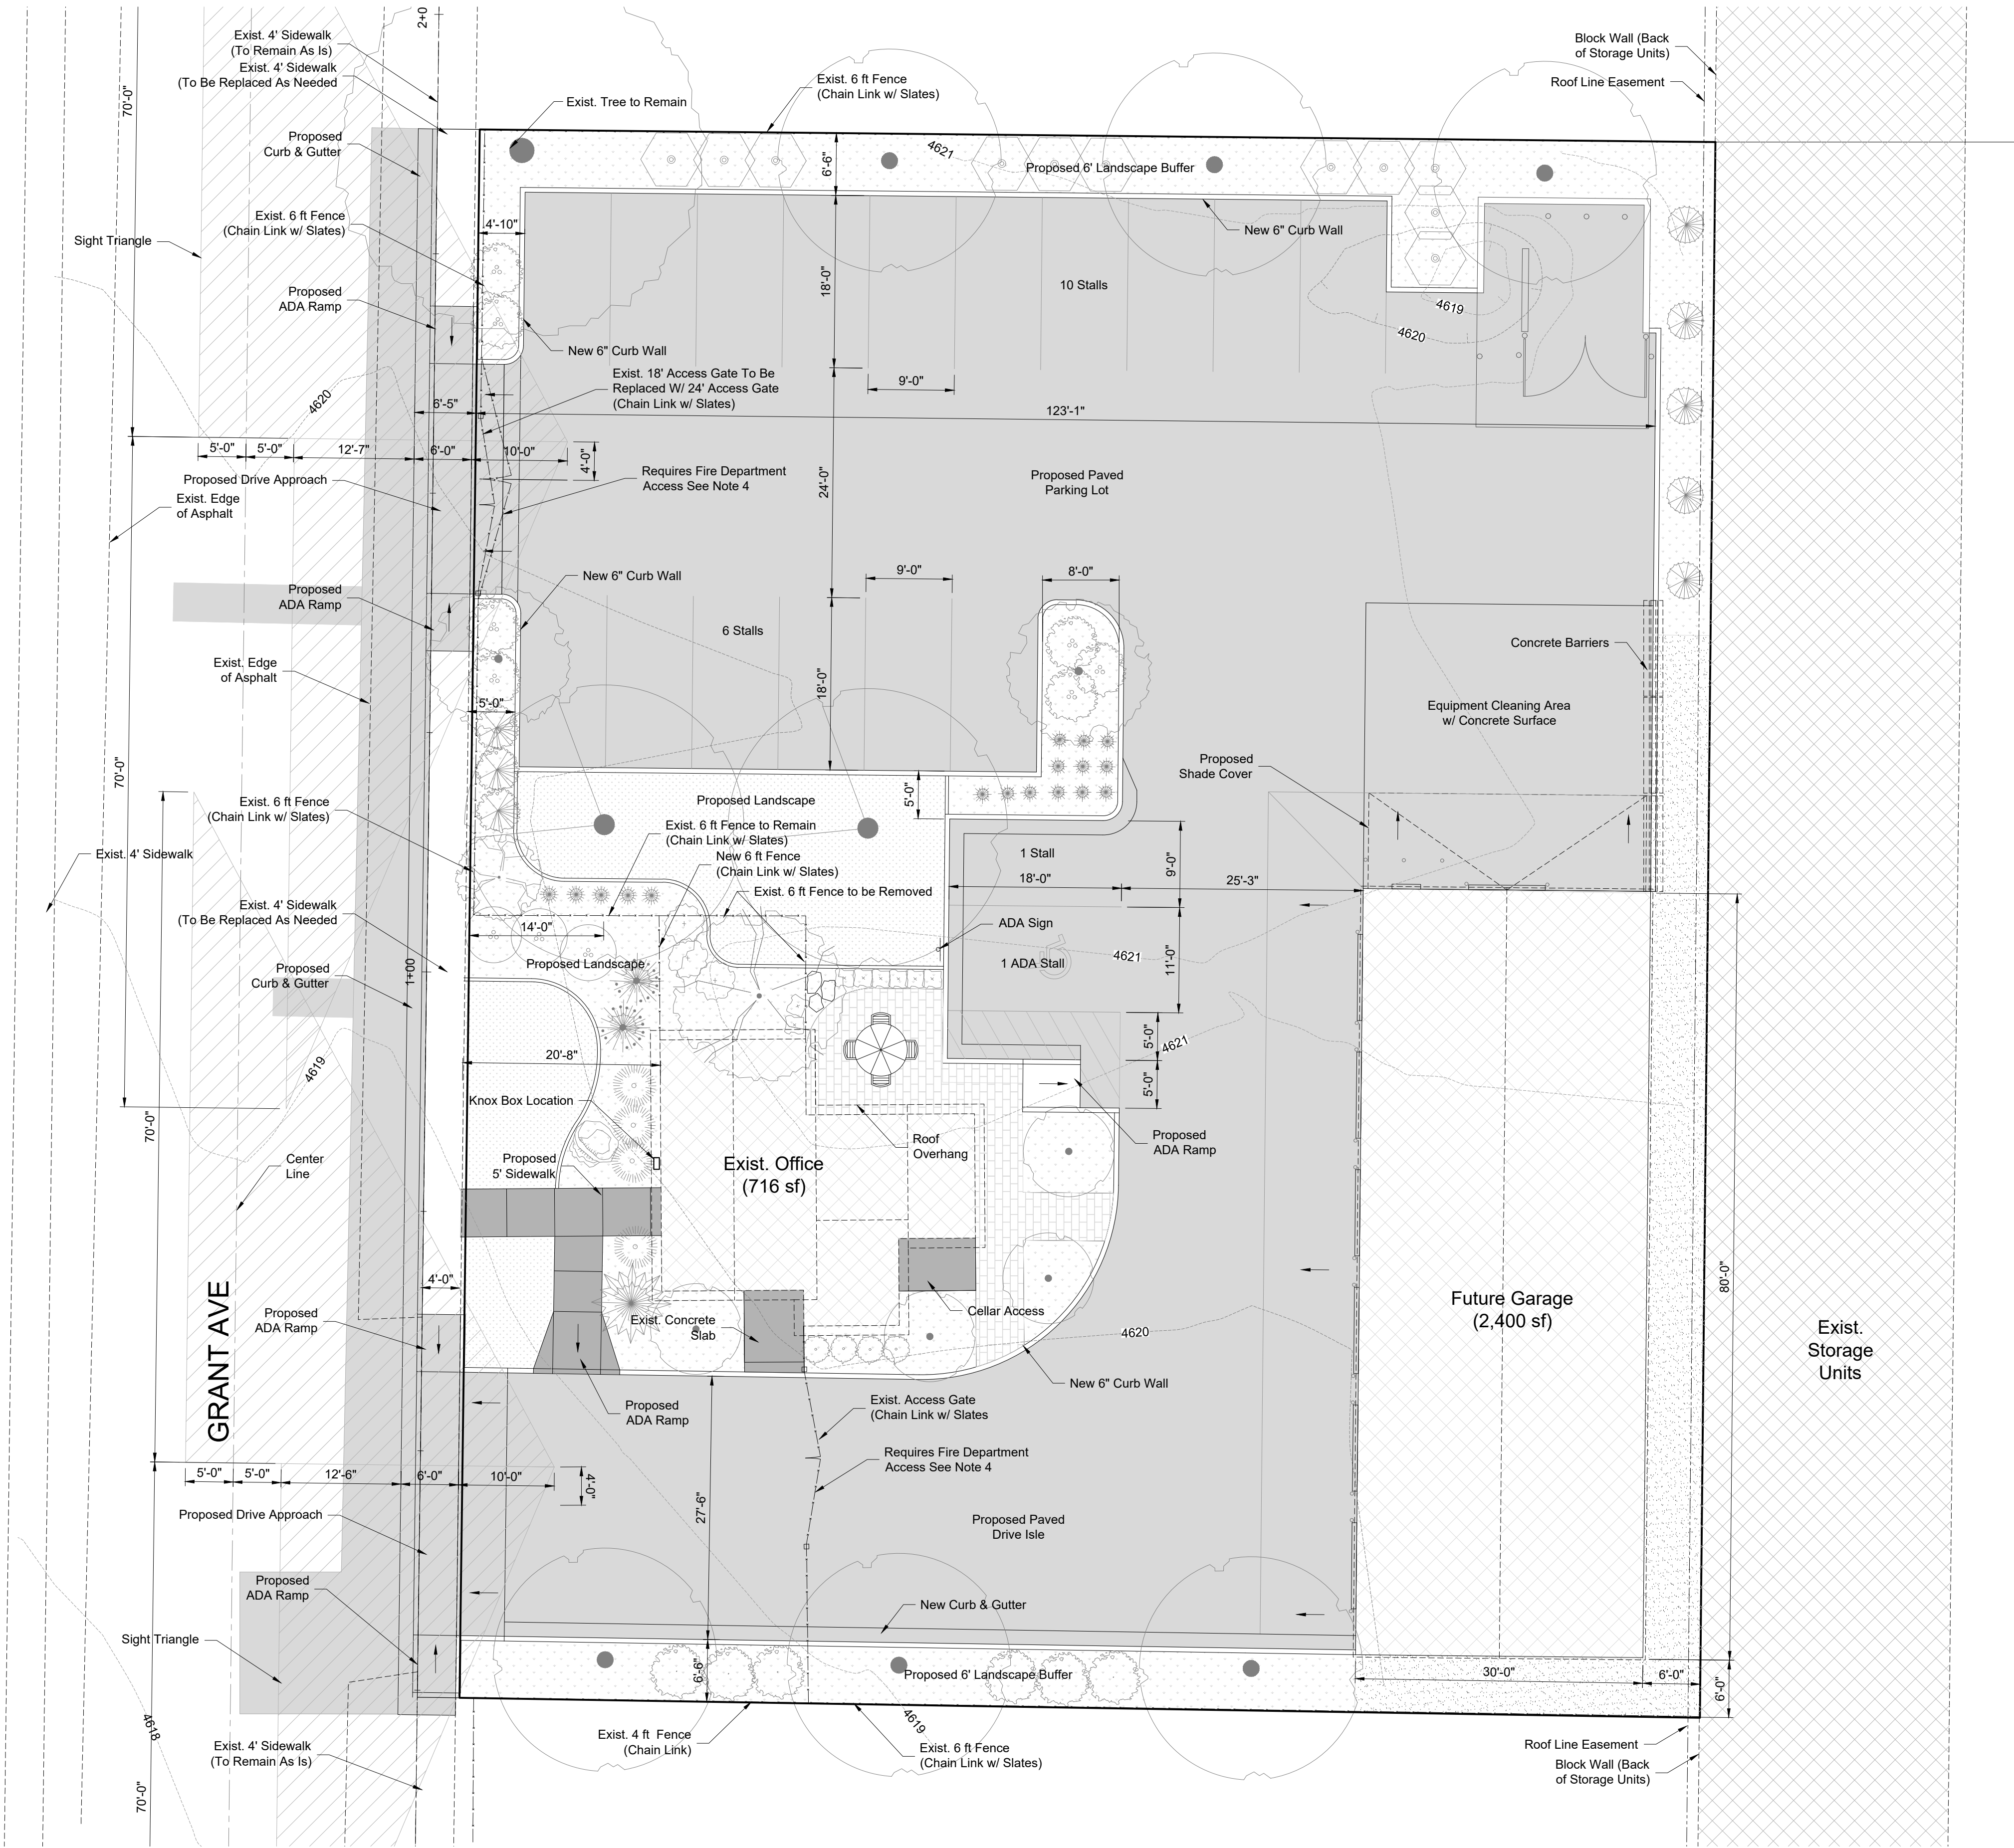 2+0
Exist. 4' Sidewalk
(To Remain As Is)
Exist. 4' Sidewalk
(To Be Replaced As Needed
Block Wall (Back
of Storage Units)
Roof Line Easement
Exist. 6 ft Fence
(Chain Link w/ Slates)
Exist. Tree to Remain
70'-0"
Proposed
Curb & Gutter
4621
6'-6"
Proposed 6' Landscape Buffer
Exist. 6 ft Fence
(Chain Link w/ Slates)
4'-10"
New 6" Curb Wall
Sight Triangle
18'-0"
10 Stalls
Proposed
ADA Ramp
4619
4620
New 6" Curb Wall
Exist. 18' Access Gate To Be
Replaced W/ 24' Access Gate
(Chain Link w/ Slates)
9'-0"
4620
6'-5"
123'-1"
5'-0"
5'-0"
12'-7"
6'-0"
10'-0"
4'-0"
Proposed Drive Approach
Requires Fire Department
Access See Note 4
24'-0"
Proposed Paved
Parking Lot
Exist. Edge
of Asphalt
Proposed
ADA Ramp
New 6" Curb Wall
9'-0"
8'-0"
6 Stalls
Concrete Barriers
Exist. Edge
of Asphalt
18'-0"
5'-0"
Equipment Cleaning Area
w/ Concrete Surface
70'-0"
Proposed
Shade Cover
Exist. 6 ft Fence
(Chain Link w/ Slates)
Proposed Landscape
5'-0"
Exist. 6 ft Fence to Remain
(Chain Link w/ Slates)
Exist. 4' Sidewalk
New 6 ft Fence
(Chain Link w/ Slates)
1 Stall
9'-0"
18'-0"
25'-3"
Exist. 6 ft Fence to be Removed
Exist. 4' Sidewalk
(To Be Replaced As Needed
14'-0"
ADA Sign
Proposed Landscape
1 ADA Stall
4621
11'-0"
Proposed
Curb & Gutter
1+00
5'-0"
4621
20'-8"
4619
5'-0"
Knox Box Location
70'-0"
Roof
Overhang
Proposed
ADA Ramp
Center
Line
Proposed
5' Sidewalk
Exist. Office
(716 sf)
4'-0"
80'-0"
GRANT AVE
Proposed
ADA Ramp
Exist. Concrete
Slab
Cellar Access
4620
Future Garage
(2,400 sf)
Exist.
Storage
Units
New 6" Curb Wall
Proposed
ADA Ramp
Exist. Access Gate
(Chain Link w/ Slates
Requires Fire Department
Access See Note 4
5'-0"
5'-0"
12'-6"
6'-0"
10'-0"
4'-0"
27'-6"
Proposed Drive Approach
Proposed Paved
Drive Isle
Proposed
ADA Ramp
New Curb & Gutter
Sight Triangle
6'-6"
Proposed 6' Landscape Buffer
30'-0"
6'-0"
6'-0"
4618
4619
Exist. 4 ft Fence
(Chain Link)
Exist. 6 ft Fence
(Chain Link w/ Slates)
Exist. 4' Sidewalk
(To Remain As Is)
Roof Line Easement
Block Wall (Back
of Storage Units)
70'-0"